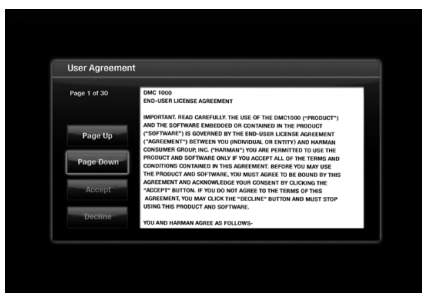 User Agreement
Page 1 of 30
Page Up
Page Down
Accept
Decline
DMC 1000
END-USER LICENSE AGREEMENT
IMPORTANT. READ CAREFULLY. THE USE OF THE DMC1000 ("PRODUCT")
AND THE SOFTWARE EMBEDDED OR CONTAINED IN THE PRODUCT
("SOFTWARE") IS GOVERNED BY THE END-USER LICENSE AGREEMENT
("AGREEMENT") BETWEEN YOU (INDIVIDUAL OR ENTITY) AND HARMAN
CONSUMER GROUP, INC. ("HARMAN") YOU ARE PERMITTED TO USE THE
PRODUCT AND SOFTWARE ONLY IF YOU ACCEPT ALL OF THE TERMS AND
CONDITIONS CONTAINED IN THIS AGREEMENT. BEFORE YOU MAY USE
THE PRODUCT AND SOFTWARE, YOU MUST AGREE TO BE BOUND BY THIS
AGREEMENT AND ACKNOWLEDGE YOUR CONSENT BY CLICKING THE
"ACCEPT" BUTTON. IF YOU DO NOT AGREE TO THE TERMS OF THIS
AGREEMENT, YOU MAY CLICK THE "DECLINE" BUTTON AND MUST STOP
USING THIS PRODUCT AND SOFTWARE.
YOU AND HARMAN AGREE AS FOLLOWS-